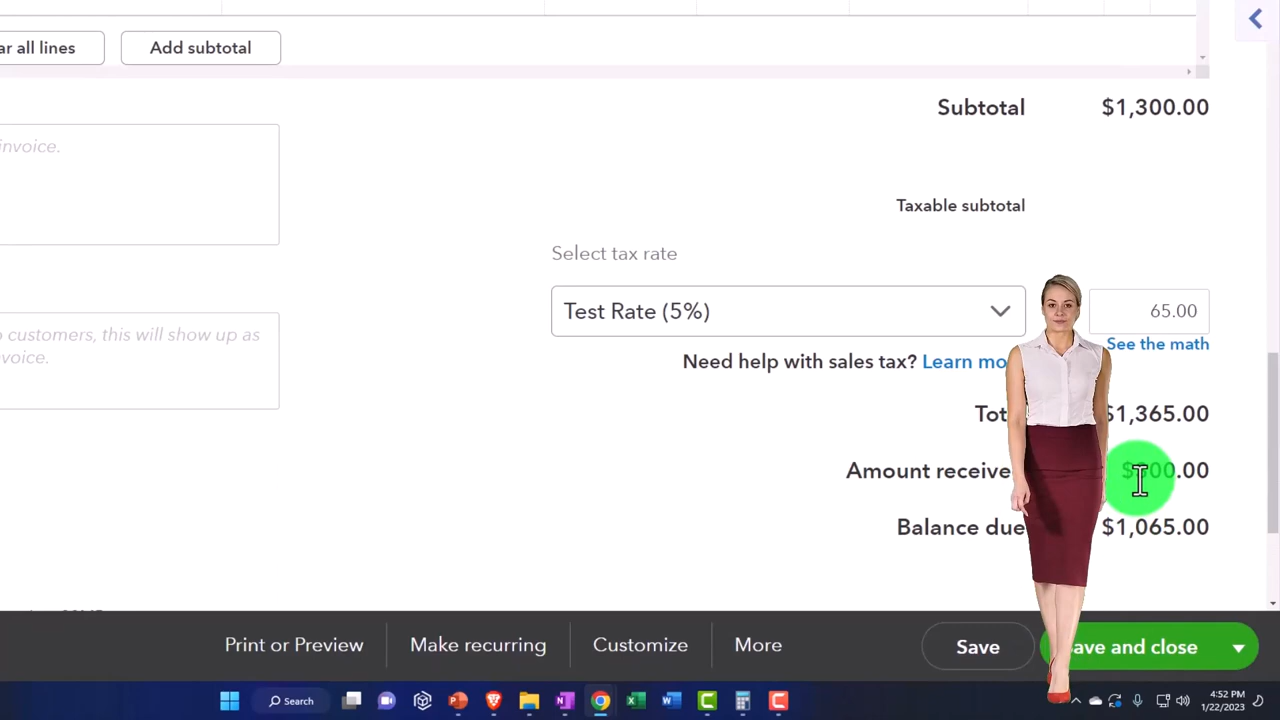 ar all lines
Add subtotal
Subtotal $1,300.00
invoice.
Taxable subtotal
Select tax rate
Test Rate (5%) 65.00
See the math
o customers, this will show up as
nvoice.
Need help with sales tax? Learn mo
Tot $1,365.00
Amount receive $300.00
Balance due $1,065.00
Print or Preview
Make recurring
Customize
More
Save
ave and close
Search
4:52 PM
1/22/2023